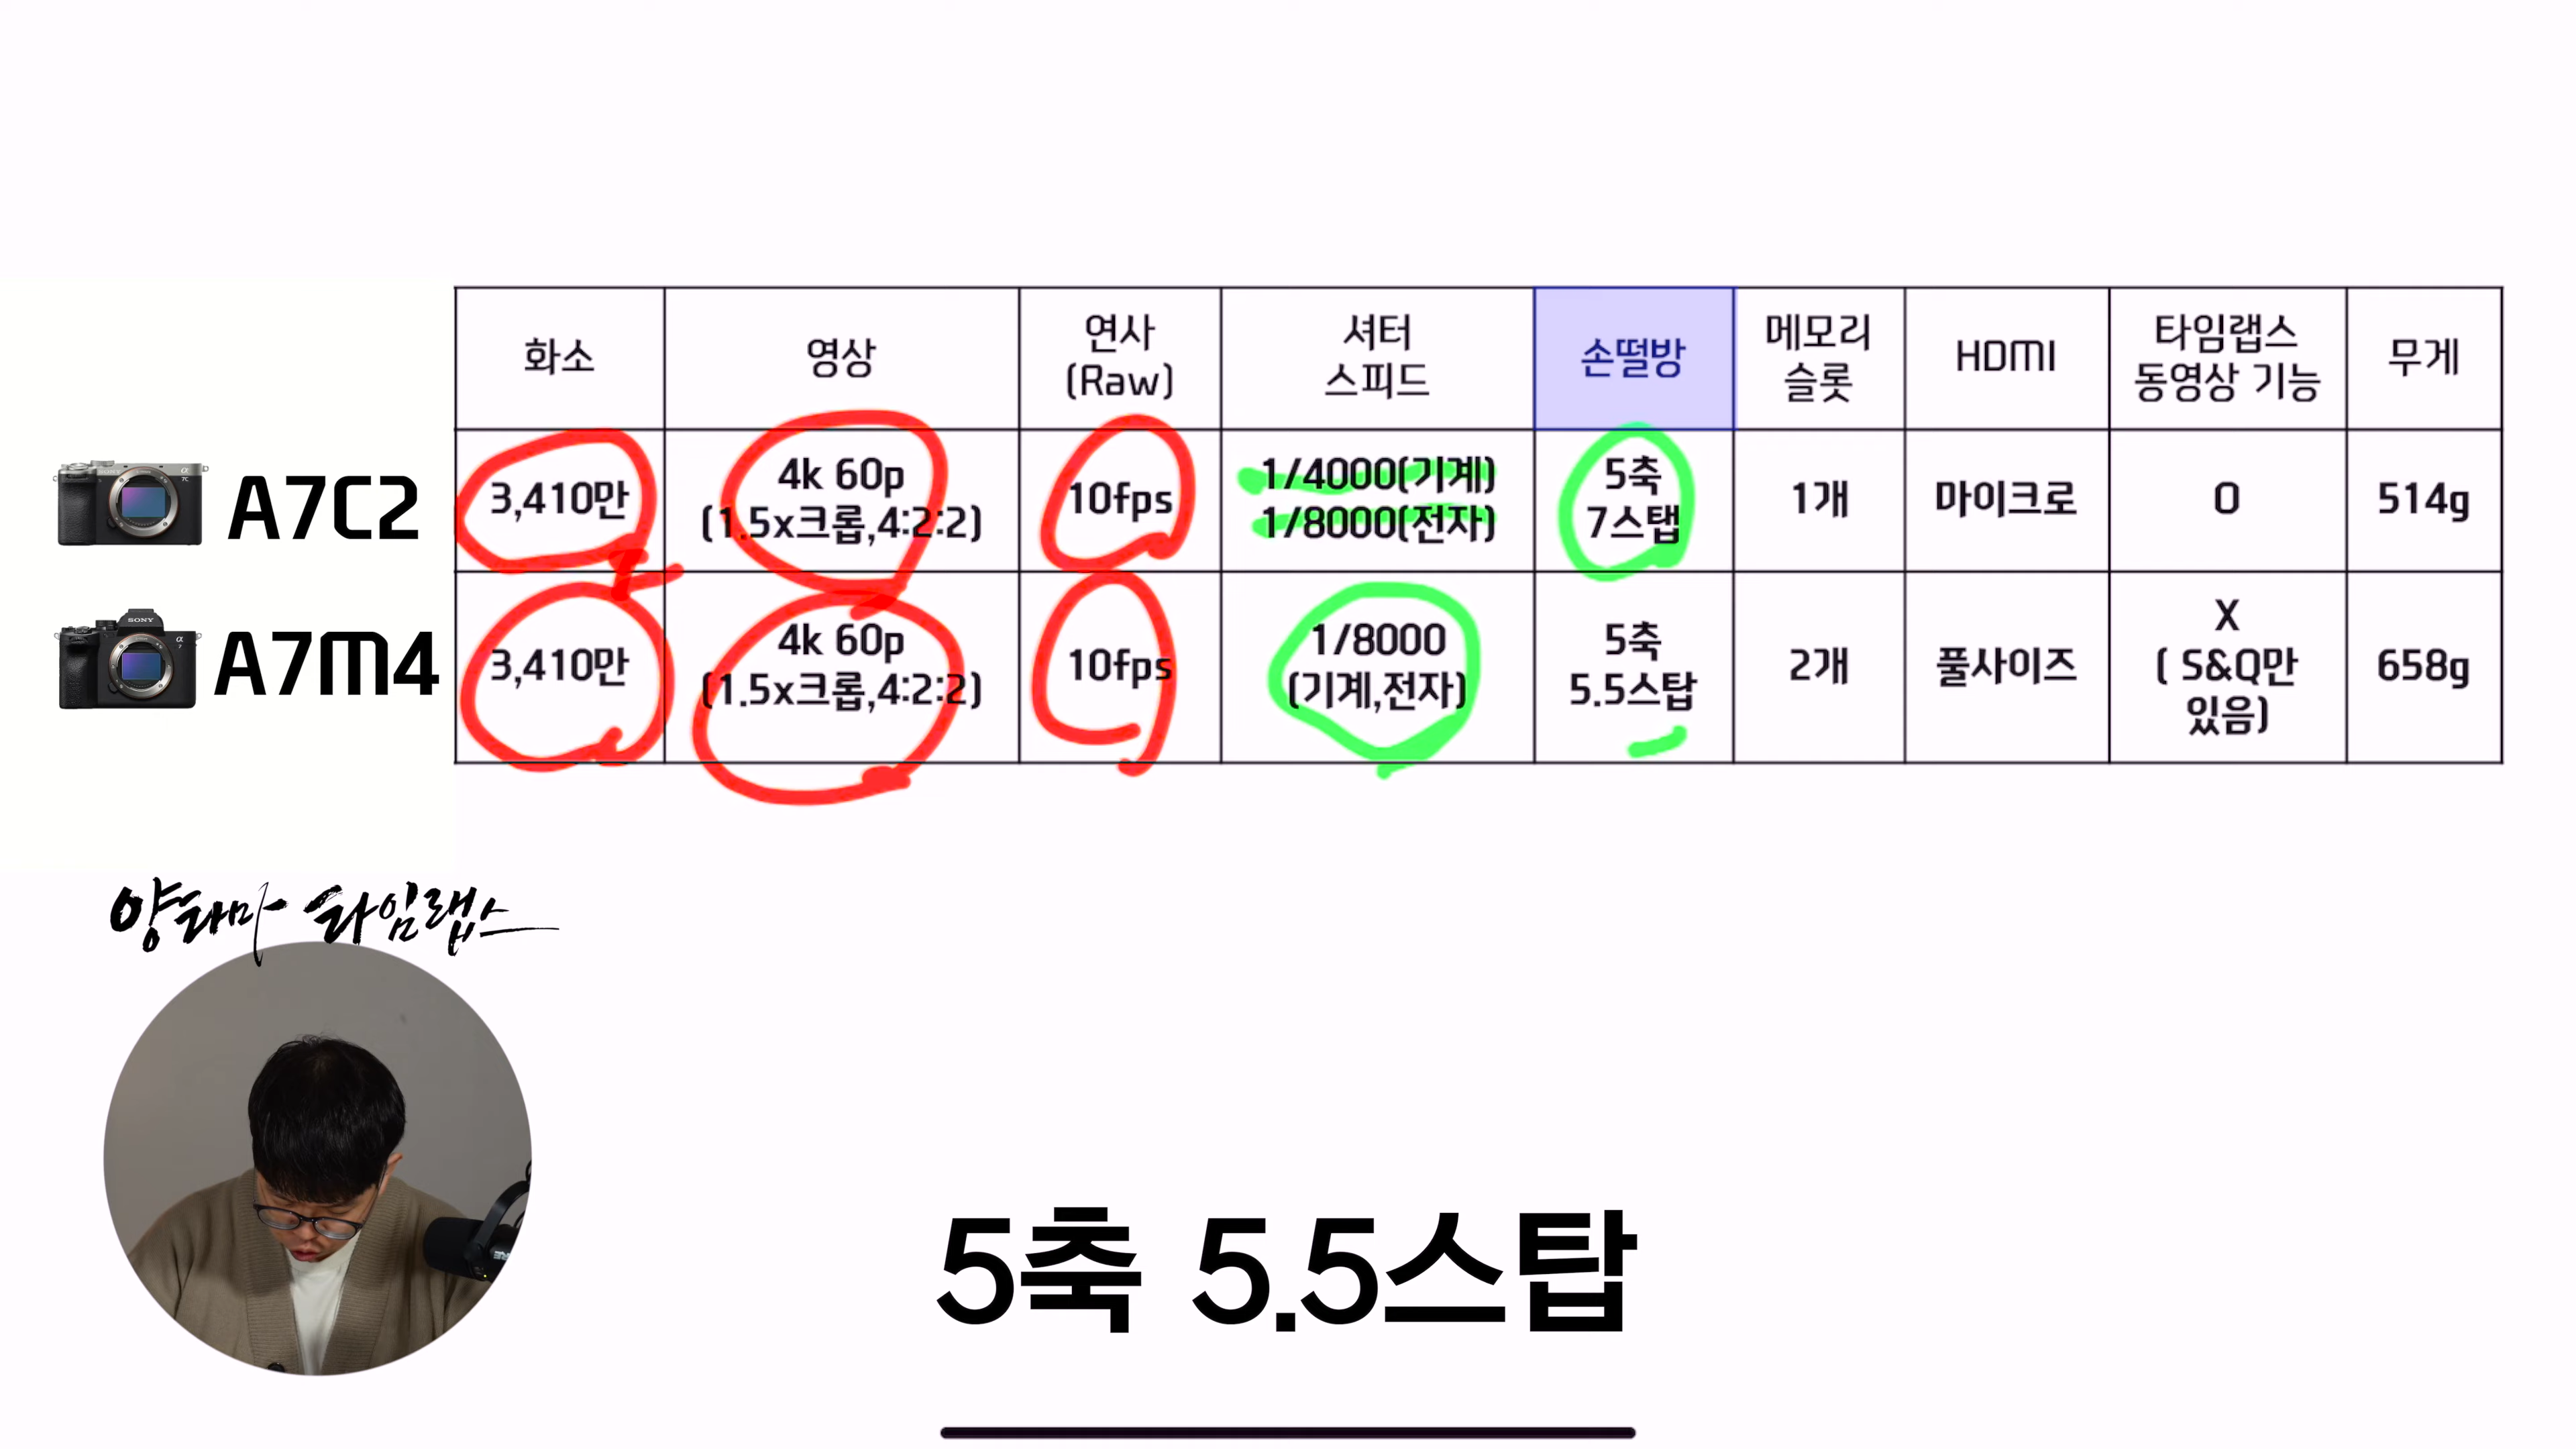 화소
영상
연사
(Raw)
셔터
스피드
손떨방
메모리
슬롯
HDMI
타임랩스
동영상 기능
무게
A7C2
3,410만
4k 60p
(1.5x크롭,4:2:2)
10fps
1/4000(기계)
1/8000(전자)
5축
7스탭
1개
마이크로
O
514g
SONY
A7M4
3,410만
4k 60p
(1.5x크롭,4:2:2)
10fps
1/8000
(기계,전자)
5축
5.5스탑
2개
풀사이즈
X
( S&Q만
있음)
658g
양태마 타임랩스
5축 5.5스탑